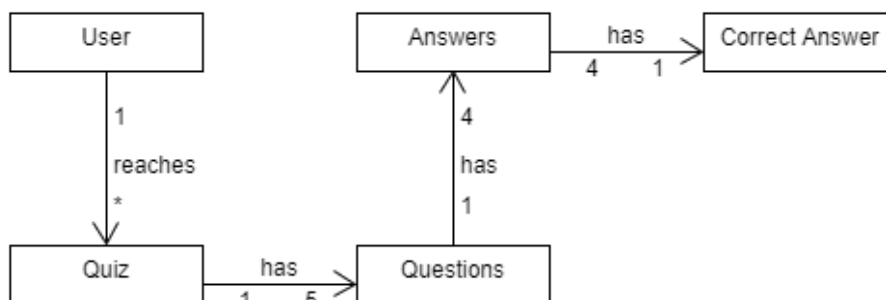 User
Answers
has
Correct Answer
4
1
1
4
reaches
has
*
1
Quiz
has
Questions
1
5